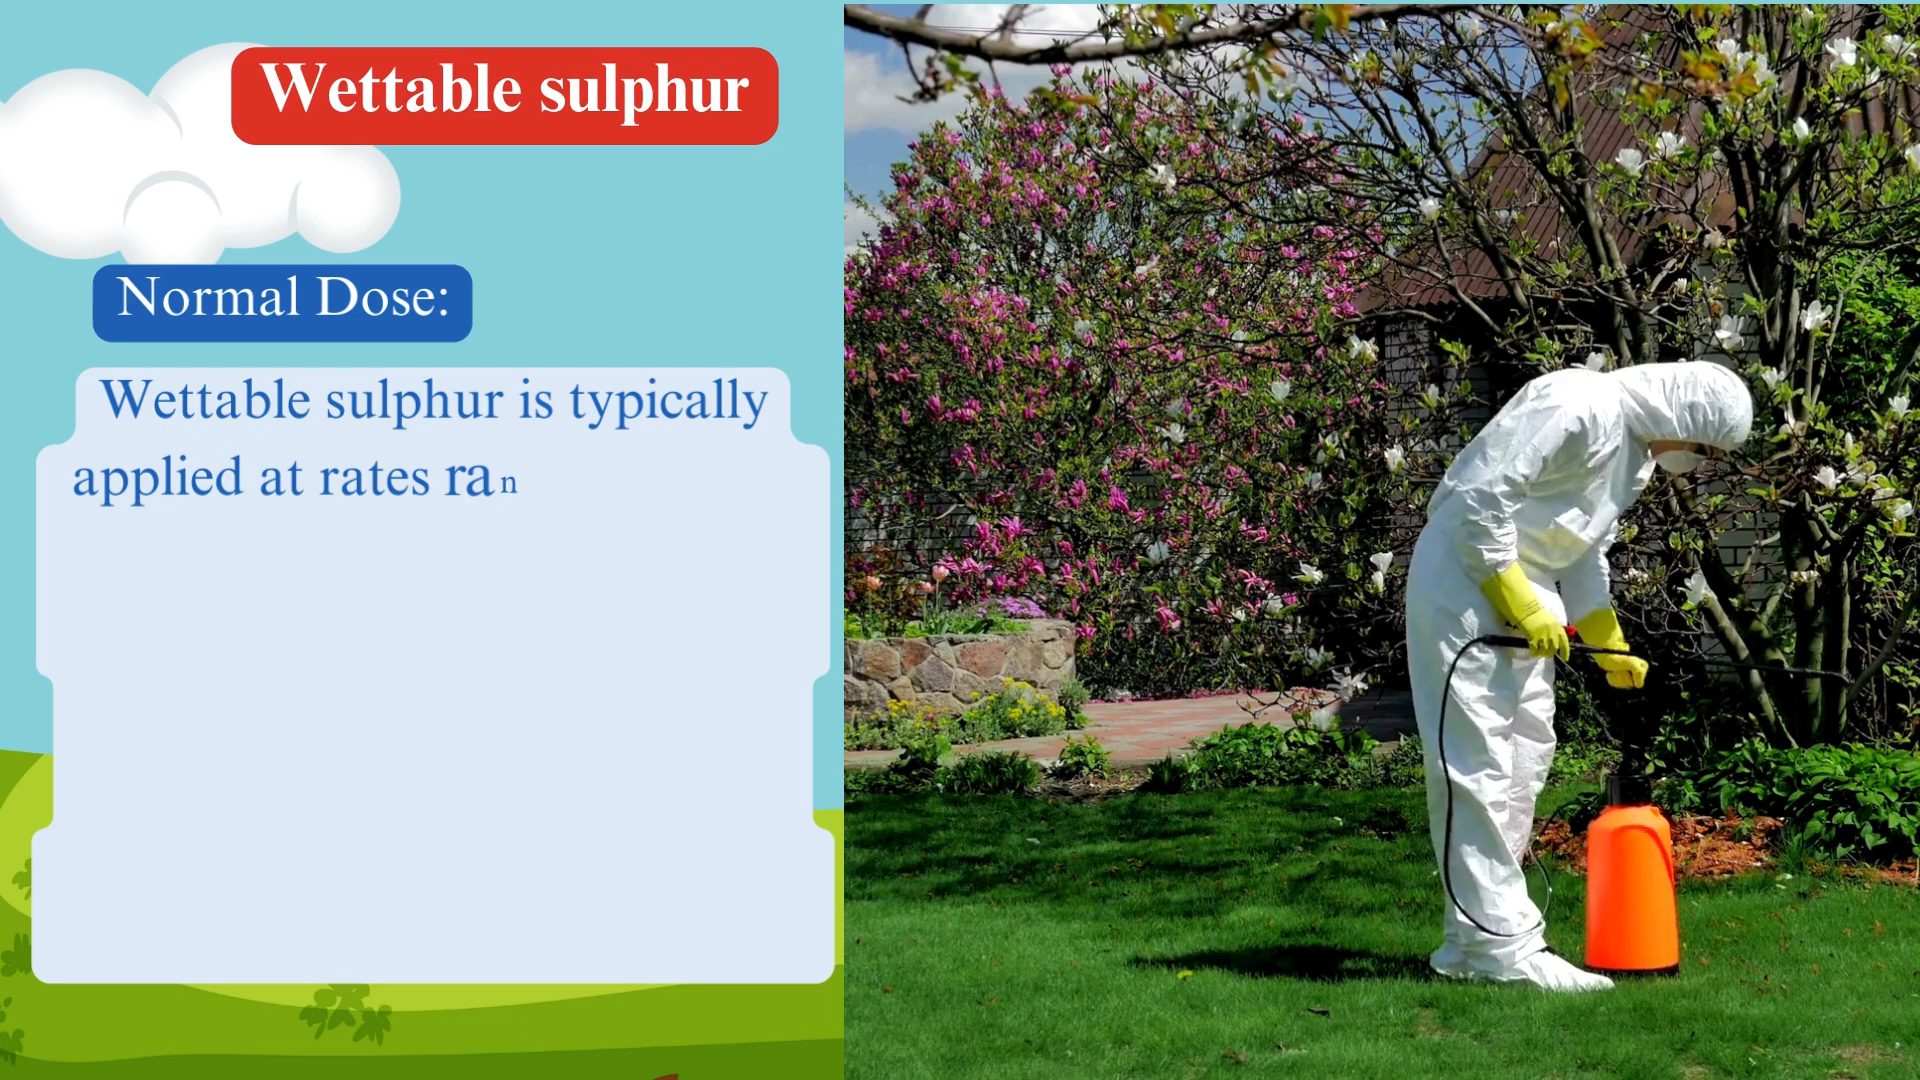 Wettable sulphur
Normal Dose:
Wettable sulphur is typically
applied at rates ran